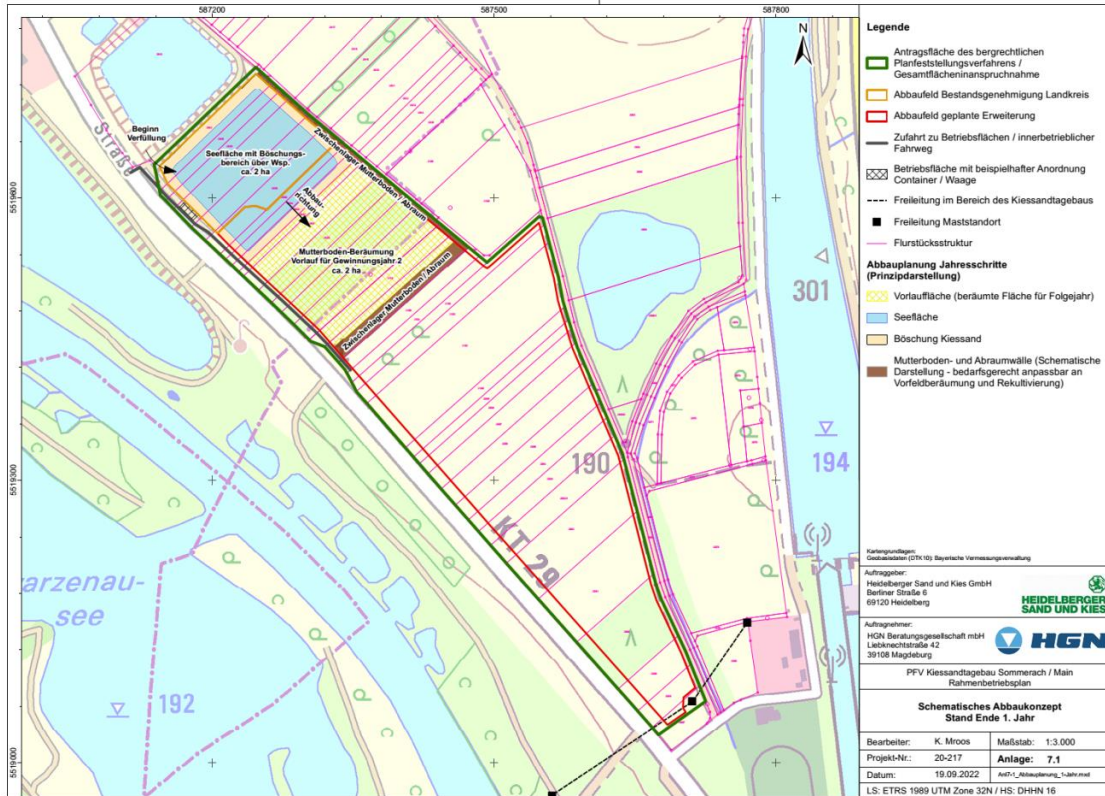 587200
587500
587800
5519600
5519300
5519000
N
Straße
Beginn
Verfüllung
Seefläche mit Böschungs-
bereich über Wsp.
ca. 2 ha
Zwischenlager Mutterboden / Abraum
Abbau-
richtung
Mutterboden-Beräumung
Vorlauf für Gewinnungsjahr 2
ca. 2 ha
Zwischenlager Mutterboden / Abraum
301
190
194
KT 29
arzenau-
see
192
Legende
Antragsfläche des bergrechtlichen
Planfeststellungsverfahrens /
Gesamtflächeninanspruchnahme
Abbaufeld Bestandsgenehmigung Landkreis
Abbaufeld geplante Erweiterung
Zufahrt zu Betriebsflächen / innerbetrieblicher
Fahrweg
Betriebsfläche mit beispielhafter Anordnung
Container / Waage
Freileitung im Bereich des Kiessandtagebaus
Freileitung Maststandort
Flurstücksstruktur
Abbauplanung Jahresschritte
(Prinzipdarstellung)
Vorlauffläche (beräumte Fläche für Folgejahr)
Seefläche
Böschung Kiessand
Mutterboden- und Abraumwälle (Schematische
Darstellung - bedarfsgerecht anpassbar an
Vorfeldberäumung und Rekultivierung)
Kartengrundlagen:
Geobasisdaten (DTK10): Bayerische Vermessungsverwaltung
Auftraggeber:
Heidelberger Sand und Kies GmbH
Berliner Straße 6
69120 Heidelberg
HEIDELBERGER
SAND UND KIES
Auftragnehmer:
HGN Beratungsgesellschaft mbH
Liebknechtstraße 42
39108 Magdeburg
HGN
PFV Kiessandtagebau Sommerach / Main
Rahmenbetriebsplan
Schematisches Abbaukonzept
Stand Ende 1. Jahr
Bearbeiter: K. Mroos Maßstab: 1:3.000
Projekt-Nr.: 20-217 Anlage: 7.1
Datum: 19.09.2022 Anl7-1_Abbauplanung_1-Jahr.mxd
LS: ETRS 1989 UTM Zone 32N / HS: DHHN 16